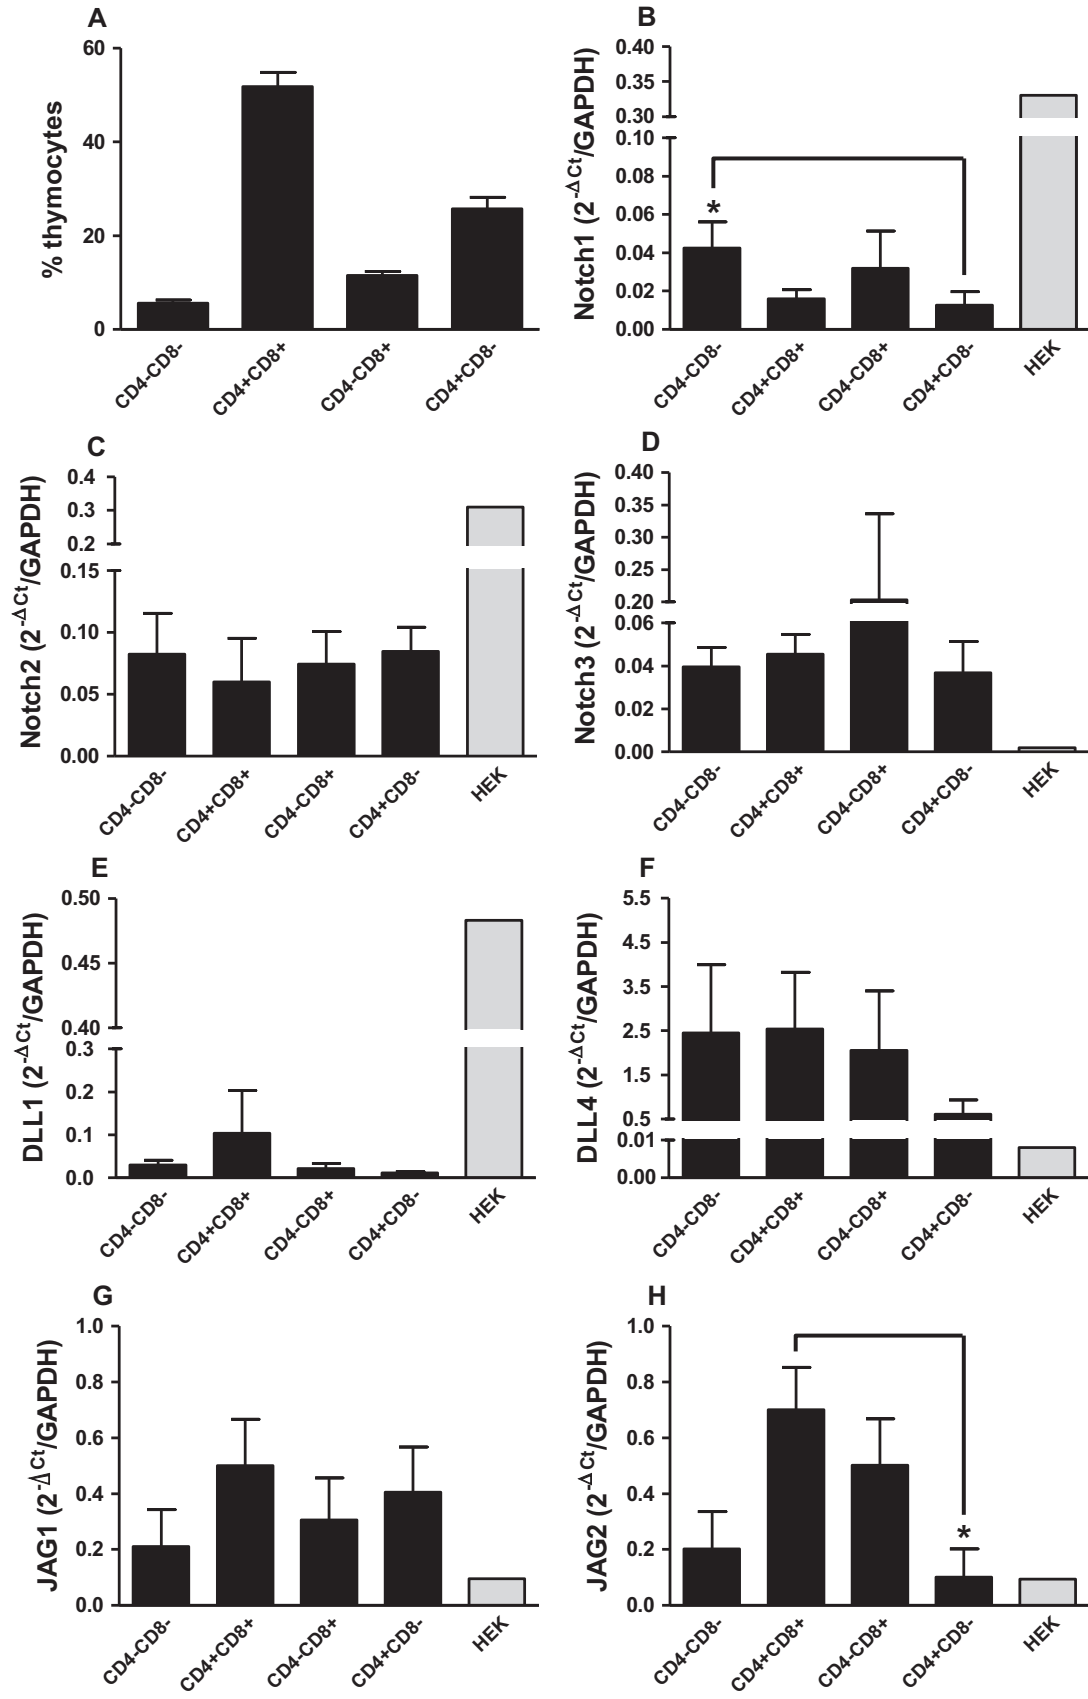 A
60
40
20
0
% thymocytes
CD4-CD8-
CD4+CD8+
CD4-CD8+
CD4+CD8-
B
0.40
0.35
0.30
0.10
0.08
0.06
0.04
0.02
0.00
Notch1 (2-ΔCt/GAPDH)
*
CD4-CD8-
CD4+CD8+
CD4-CD8+
CD4+CD8-
HEK
C
0.4
0.3
0.2
0.15
0.10
0.05
0.00
Notch2 (2-ΔCt/GAPDH)
CD4-CD8-
CD4+CD8+
CD4-CD8+
CD4+CD8-
HEK
D
0.40
0.35
0.30
0.25
0.20
0.06
0.04
0.02
0.00
Notch3 (2-ΔCt/GAPDH)
CD4-CD8-
CD4+CD8+
CD4-CD8+
CD4+CD8-
HEK
E
0.50
0.45
0.40
0.3
0.2
0.1
0.0
DLL1 (2-ΔCt/GAPDH)
CD4-CD8-
CD4+CD8+
CD4-CD8+
CD4+CD8-
HEK
F
5.5
4.5
3.5
2.5
1.5
0.5
0.01
0.00
DLL4 (2-ΔCt/GAPDH)
CD4-CD8-
CD4+CD8+
CD4-CD8+
CD4+CD8-
HEK
G
1.0
0.8
0.6
0.4
0.2
0.0
JAG1 (2-ΔCt/GAPDH)
CD4-CD8-
CD4+CD8+
CD4-CD8+
CD4+CD8-
HEK
H
1.0
0.8
0.6
0.4
0.2
0.0
JAG2 (2-ΔCt/GAPDH)
*
CD4-CD8-
CD4+CD8+
CD4-CD8+
CD4+CD8-
HEK